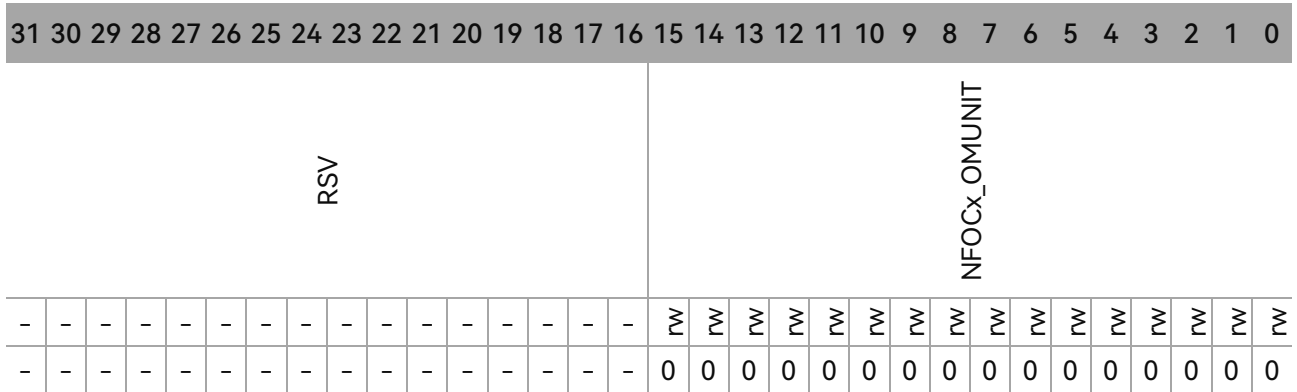 31 30 29 28 27 26 25 24 23 22 21 20 19 18 17 16 15 14 13 12 11 10 9 8 7 6 5 4 3 2 1 0
RSV NFOCx_OMUNIT
- - - - - - - - - - - - - - - - rw rw rw rw rw rw rw rw rw rw rw rw rw rw rw rw
- - - - - - - - - - - - - - - - 0 0 0 0 0 0 0 0 0 0 0 0 0 0 0 0